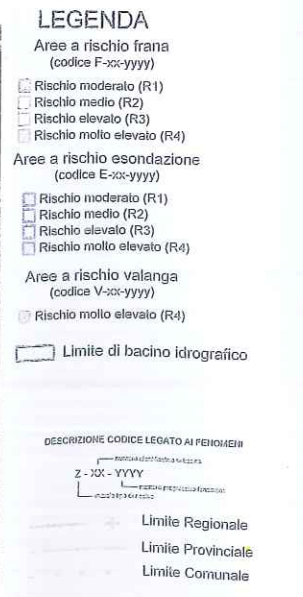 LEGENDA
Aree a rischio frana
(codice F-xx-yyyy)
Rischio moderato (R1)
Rischio medio (R2)
Rischio elevato (R3)
Rischio molto elevato (R4)
Aree a rischio esondazione
(codice E-xx-yyyy)
Rischio moderato (R1)
Rischio medio (R2)
Rischio elevato (R3)
Rischio molto elevato (R4)
Aree a rischio valanga
(codice V-xx-yyyy)
Rischio molto elevato (R4)
Limite di bacino idrografico
DESCRIZIONE CODICE LEGATO AI FENOMENI
Z - XX - YYYY
Limite Regionale
Limite Provinciale
Limite Comunale